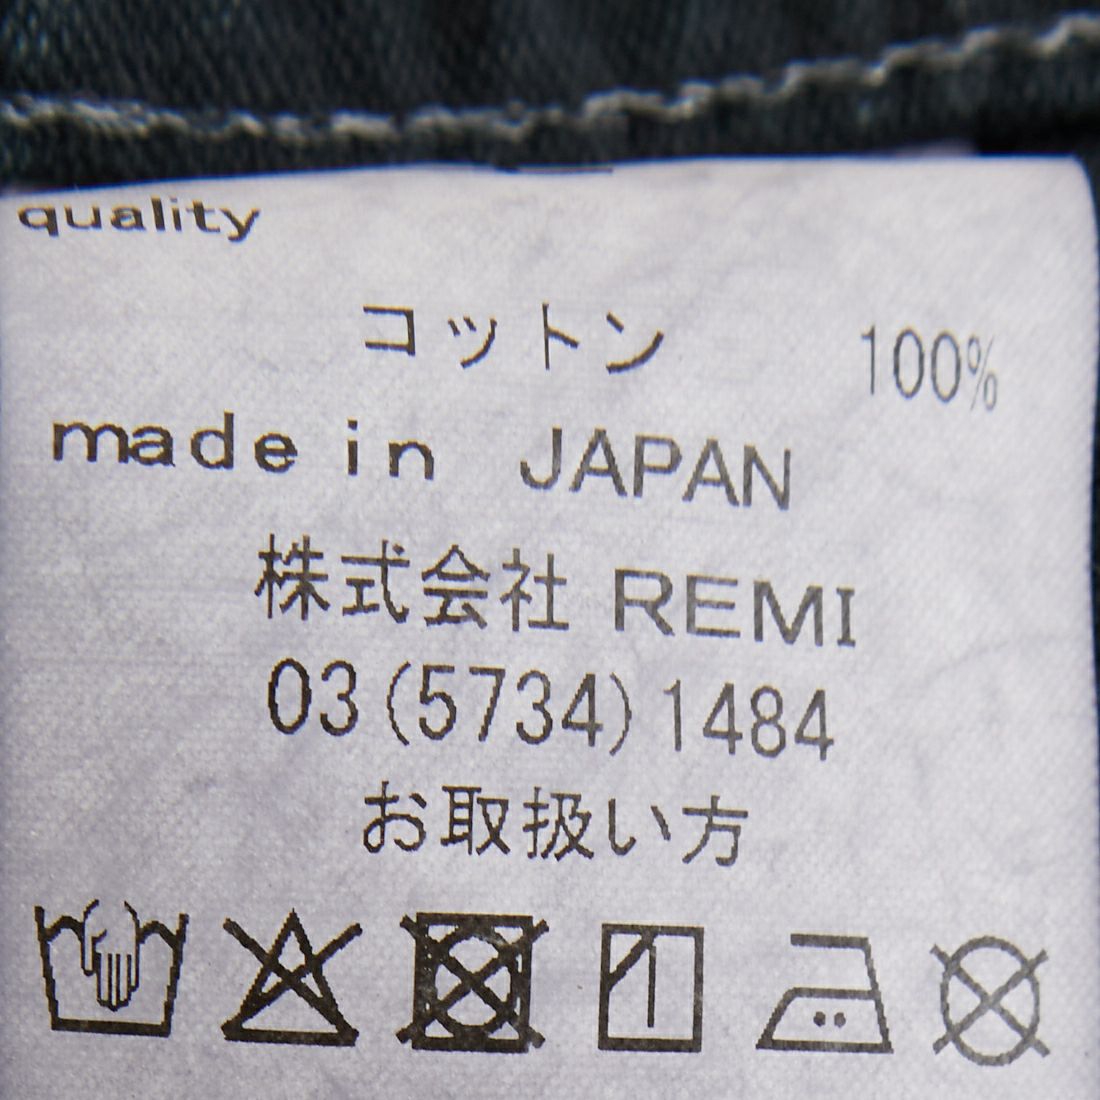 quality
コットン 100%
made in JAPAN
株式会社 REMI
03(5734)1484
お取扱い方